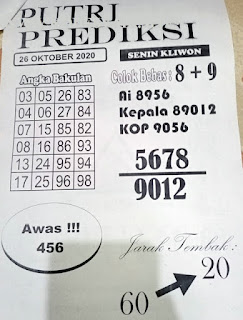 PUTRI
PREDIKSI
26 OKTOBER 2020
SENIN KLIWON
Angka Bakulan
Colok Bebas : 8 + 9
03 05 26 83
04 06 27 84
07 15 85 82
08 16 86 93
13 24 95 94
17 25 96 98
Ai 8956
Kepala 89012
KOP 9056
5678
9012
Awas !!!
456
Jarak Tembak :
20
60